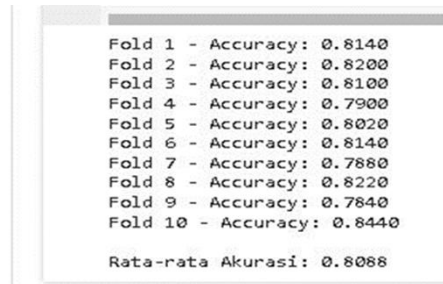 Fold 1 - Accuracy: 0.8140
Fold 2 - Accuracy: 0.8200
Fold 3 - Accuracy: 0.8100
Fold 4 - Accuracy: 0.7900
Fold 5 - Accuracy: 0.8020
Fold 6 - Accuracy: 0.8140
Fold 7 - Accuracy: 0.7880
Fold 8 - Accuracy: 0.8220
Fold 9 - Accuracy: 0.7840
Fold 10 - Accuracy: 0.8440
Rata-rata Akurasi: 0.8088